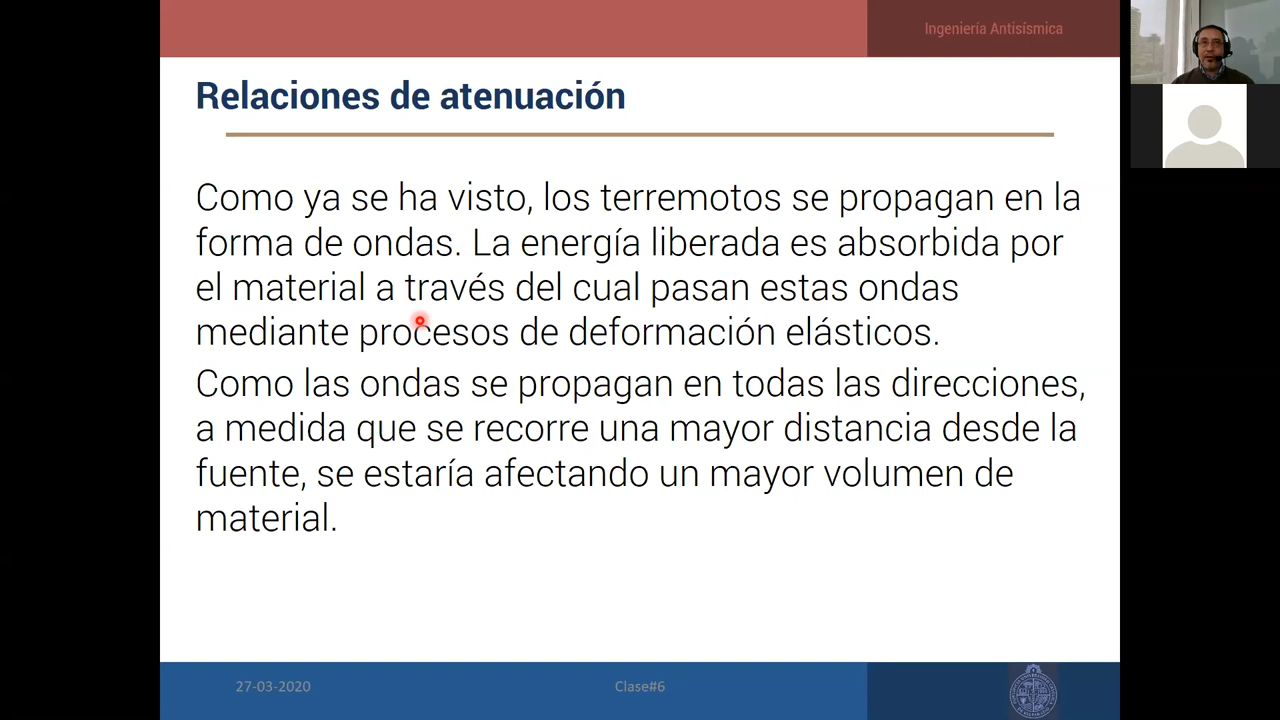 Ingeniería Antisísmica
Relaciones de atenuación
Como ya se ha visto, los terremotos se propagan en la
forma de ondas. La energía liberada es absorbida por
el material a través del cual pasan estas ondas
mediante procesos de deformación elásticos.
Como las ondas se propagan en todas las direcciones,
a medida que se recorre una mayor distancia desde la
fuente, se estaría afectando un mayor volumen de
material.
27-03-2020
Clase#6